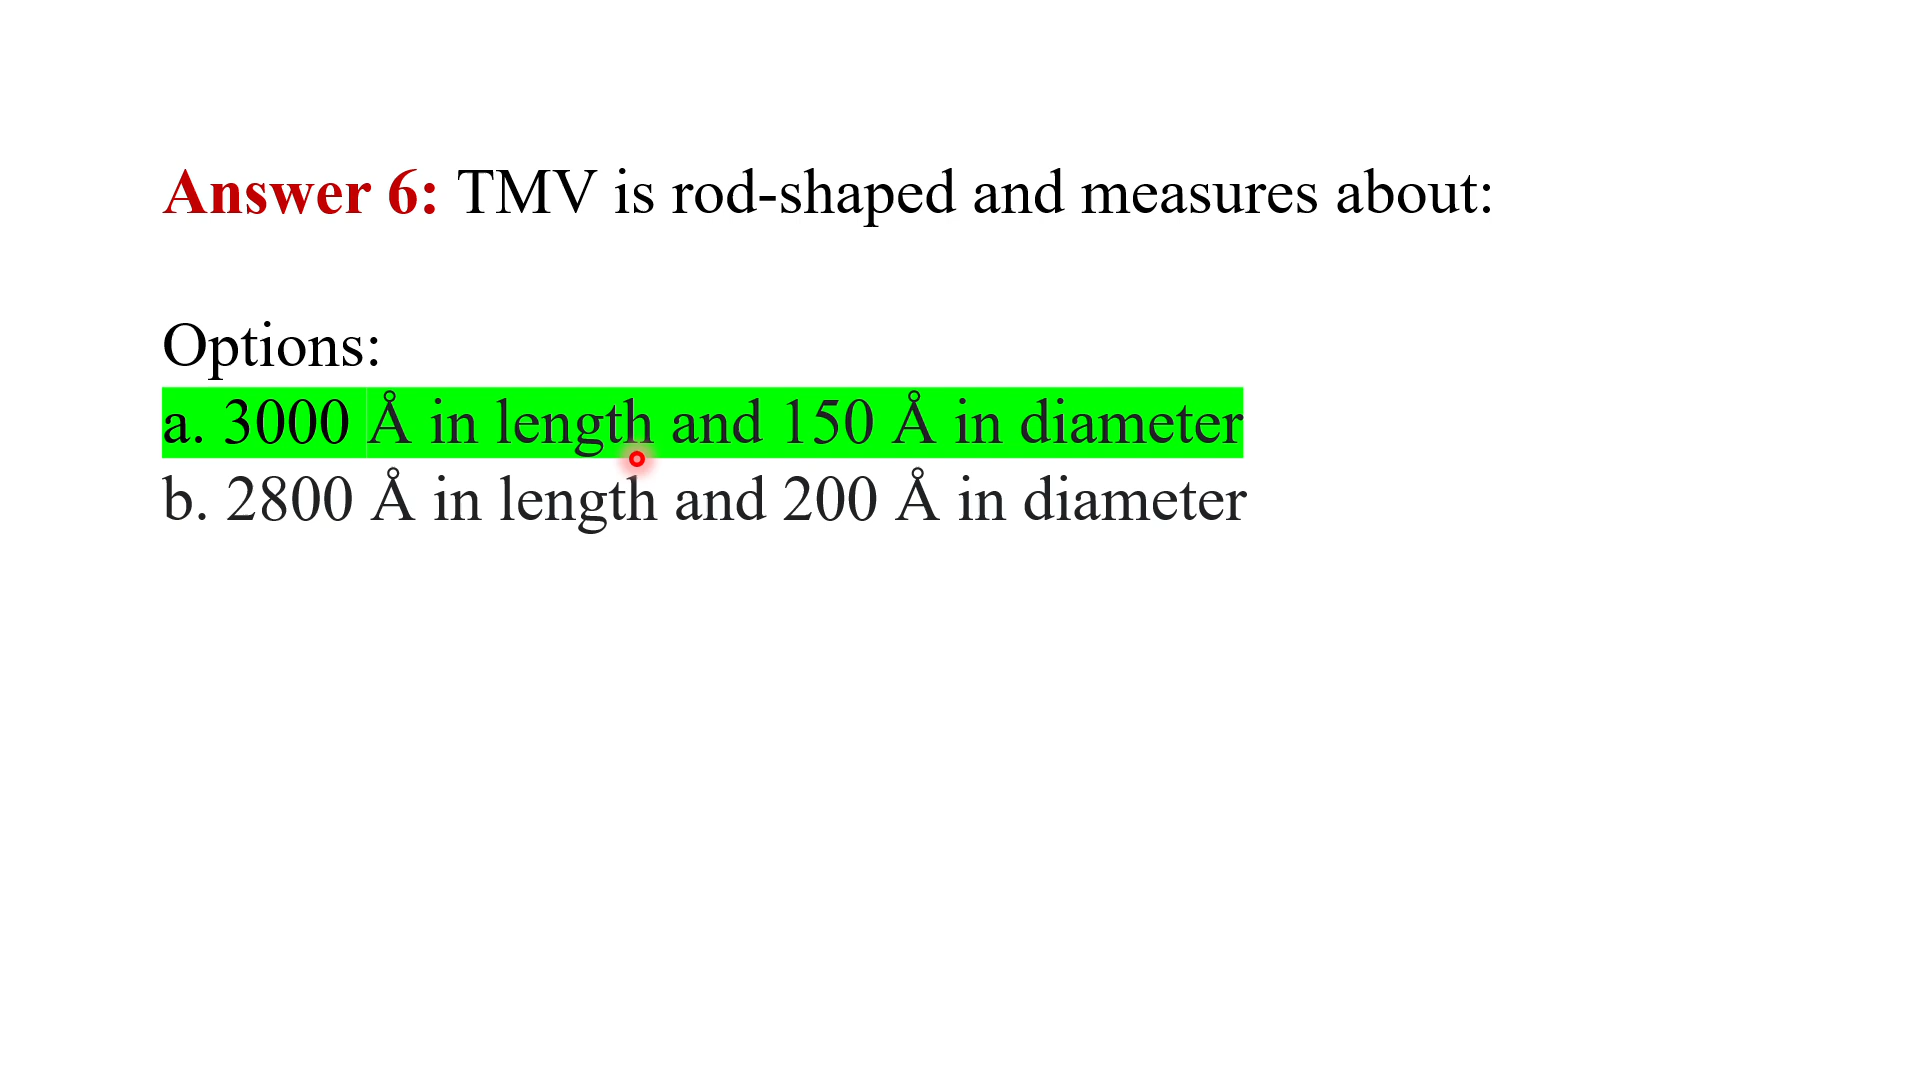 Answer 6: TMV is rod-shaped and measures about:
Options:
a. 3000 Å in length and 150 Å in diameter
b. 2800 Å in length and 200 Å in diameter